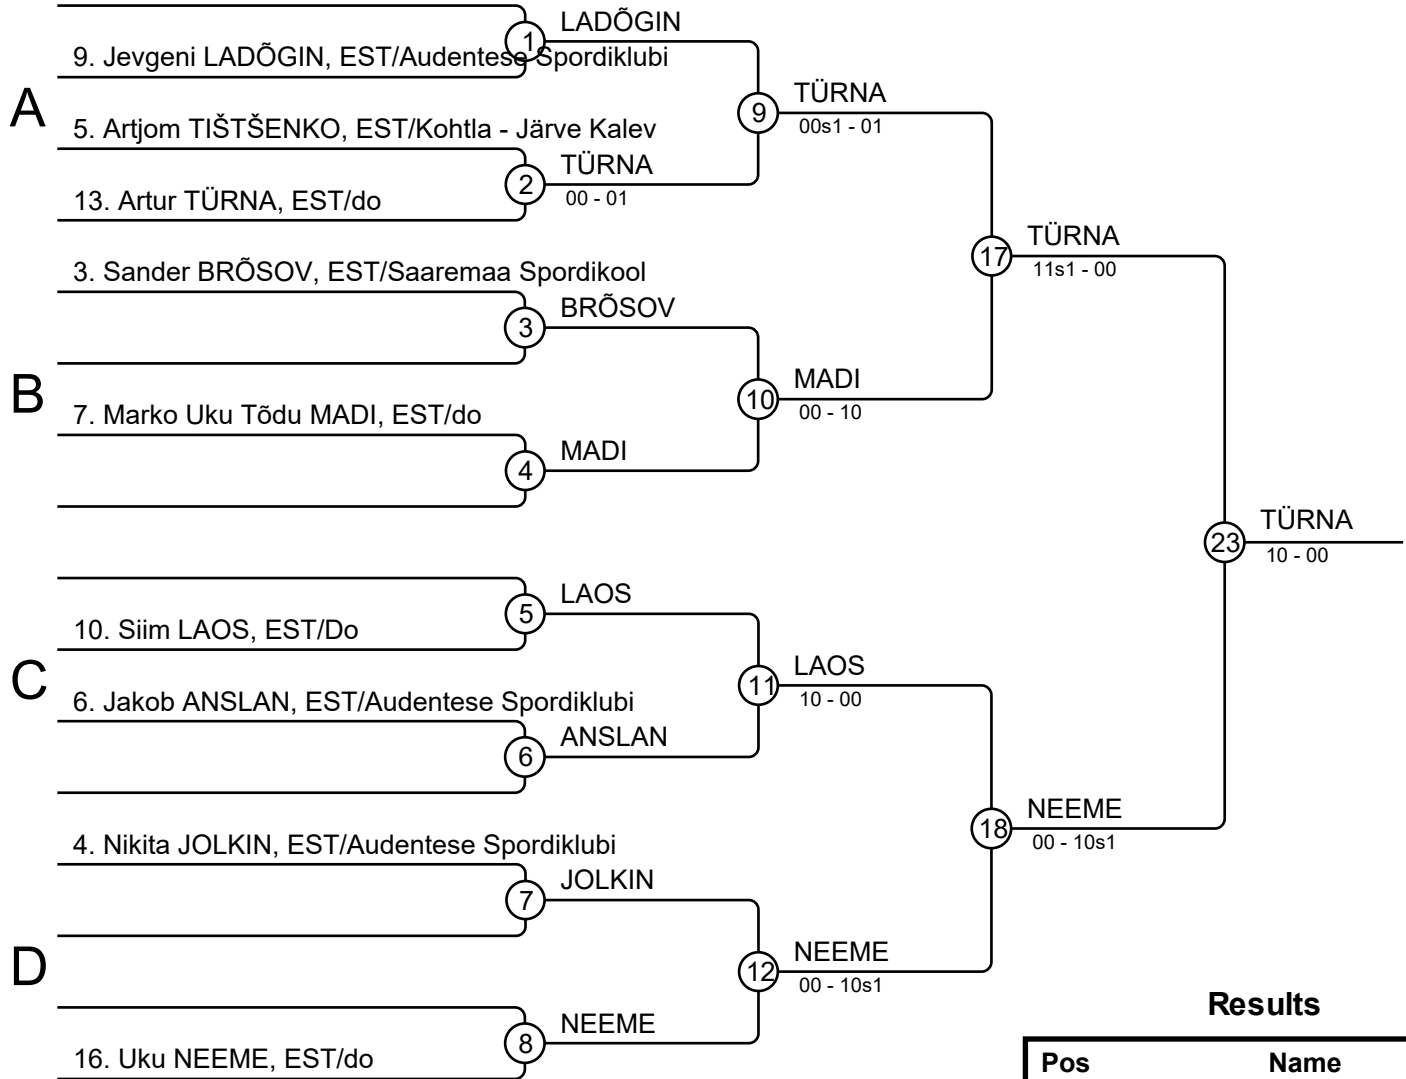 LADÕGIN
1
9. Jevgeni LADÕGIN, EST/Audentese Spordiklubi
A
TÜRNA
9
00s1 - 01
5. Artjom TIŠTŠENKO, EST/Kohtla - Järve Kalev
TÜRNA
2
00 - 01
13. Artur TÜRNA, EST/do
TÜRNA
17
11s1 - 00
3. Sander BRÕSOV, EST/Saaremaa Spordikool
BRÕSOV
3
B
MADI
10
00 - 10
7. Marko Uku Tõdu MADI, EST/do
MADI
4
TÜRNA
23
10 - 00
LAOS
5
10. Siim LAOS, EST/Do
C
LAOS
11
10 - 00
6. Jakob ANSLAN, EST/Audentese Spordiklubi
ANSLAN
6
NEEME
18
00 - 10s1
4. Nikita JOLKIN, EST/Audentese Spordiklubi
JOLKIN
7
D
NEEME
12
00 - 10s1
NEEME
8
16. Uku NEEME, EST/do
Results
Pos Name